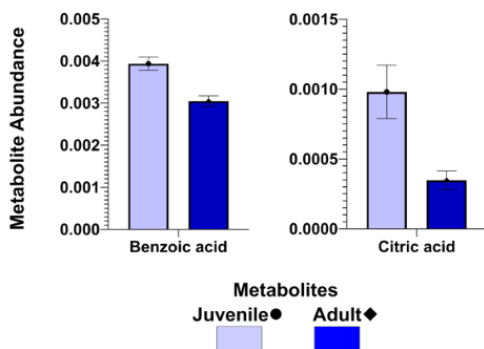 Metabolite Abundance
0.005
0.004
0.003
0.002
0.001
0.000
Benzoic acid
0.0015
0.0010
0.0005
0.0000
Citric acid
Metabolites
Juvenile● Adult◆